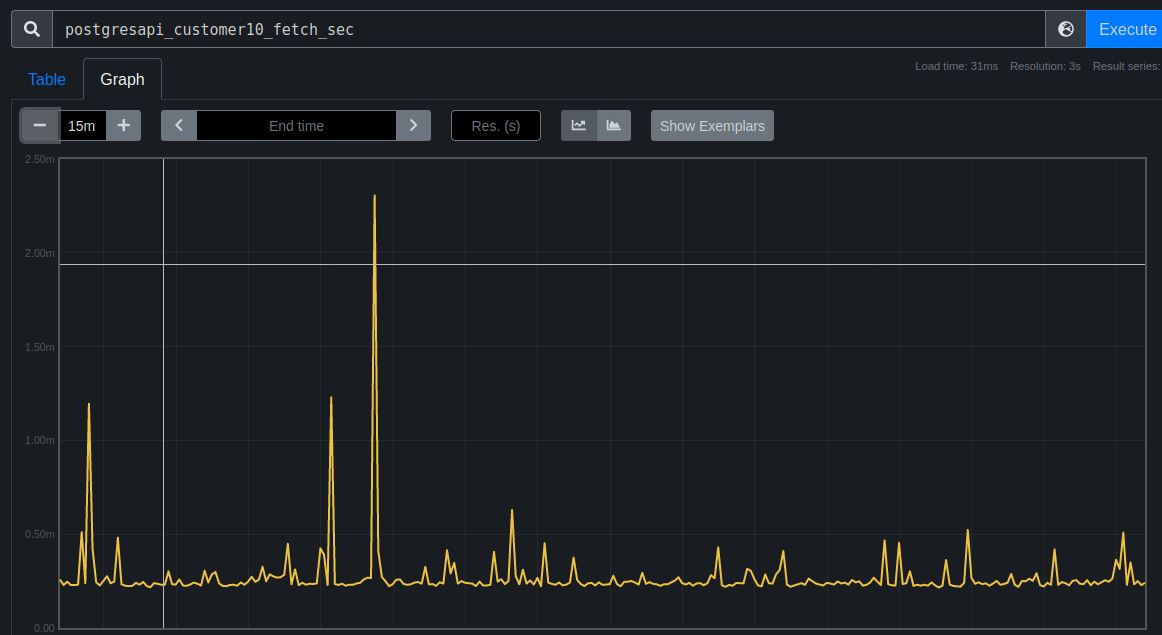 postgresapi_customer10_fetch_sec
Execute
Load time: 31ms Resolution: 3s Result series:
Table Graph
15m End time Res. (s) Show Exemplars
2.50m
2.00m
1.50m
1.00m
0.50m
0.00